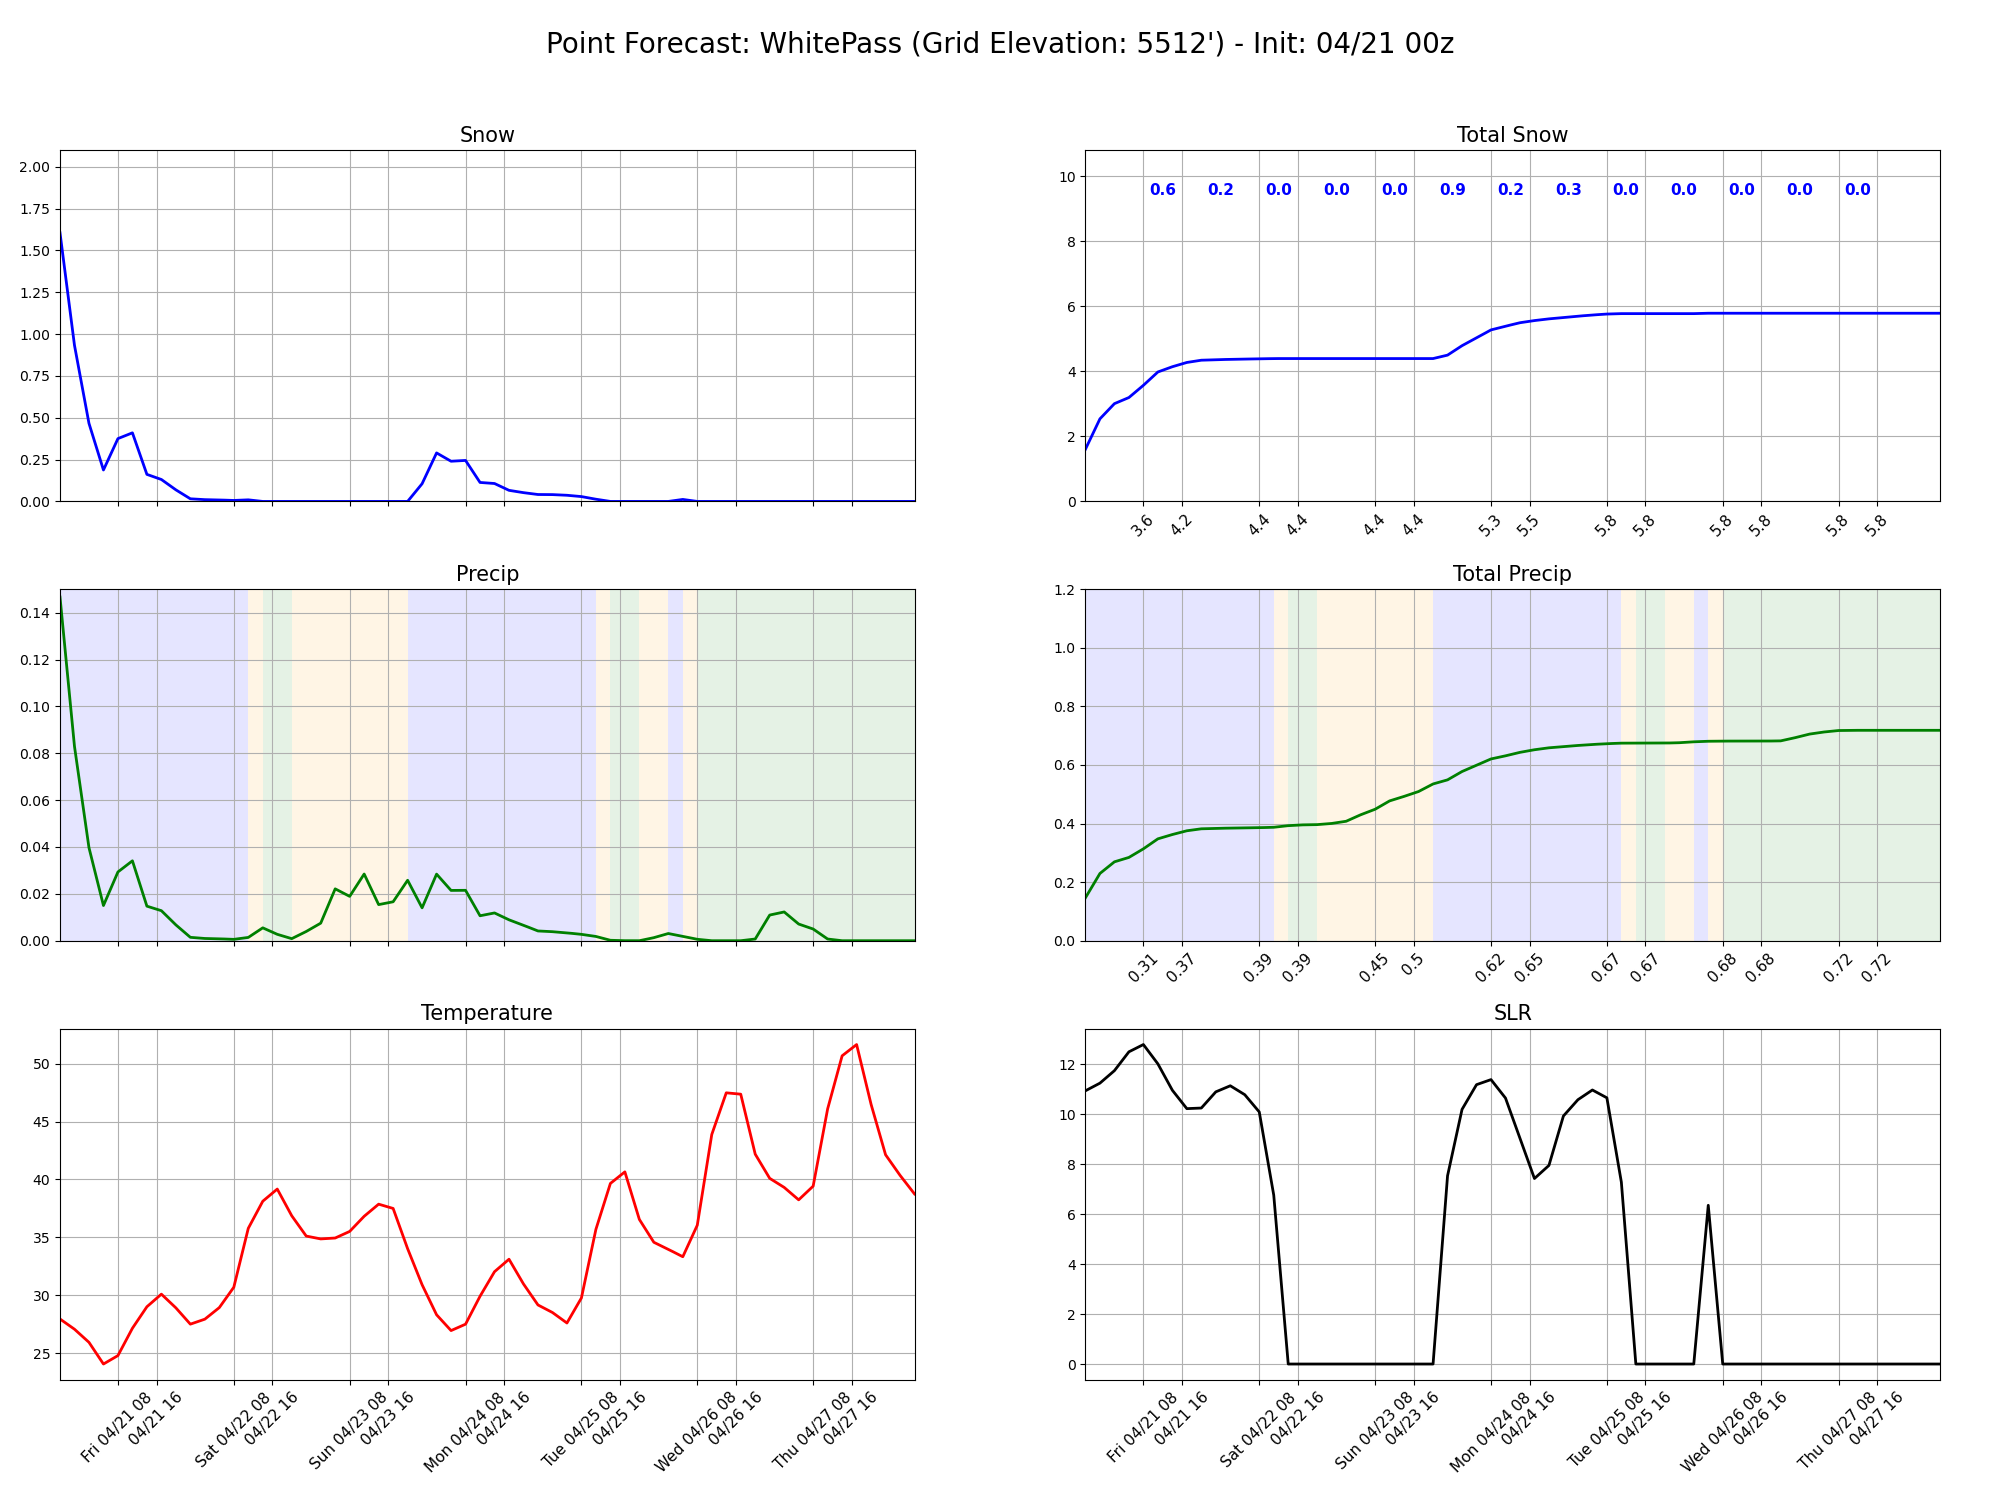 Point Forecast: WhitePass (Grid Elevation: 5512') - Init: 04/21 00z
Snow
2.00
1.75
1.50
1.25
1.00
0.75
0.50
0.25
0.00
Total Snow
10
8
6
4
2
0
0.6 0.2 0.0 0.0 0.0 0.9 0.2 0.3 0.0 0.0 0.0 0.0 0.0
3.6 4.2 4.4 4.4 4.4 4.4 5.3 5.5 5.8 5.8 5.8 5.8 5.8 5.8
Precip
0.14
0.12
0.10
0.08
0.06
0.04
0.02
0.00
Total Precip
1.2
1.0
0.8
0.6
0.4
0.2
0.0
0.31 0.37 0.39 0.39 0.45 0.5 0.62 0.65 0.67 0.67 0.68 0.68 0.72 0.72
Temperature
50
45
40
35
30
25
Fri 04/21 08
04/21 16
Sat 04/22 08
04/22 16
Sun 04/23 08
04/23 16
Mon 04/24 08
04/24 16
Tue 04/25 08
04/25 16
Wed 04/26 08
04/26 16
Thu 04/27 08
04/27 16
SLR
12
10
8
6
4
2
0
Fri 04/21 08
04/21 16
Sat 04/22 08
04/22 16
Sun 04/23 08
04/23 16
Mon 04/24 08
04/24 16
Tue 04/25 08
04/25 16
Wed 04/26 08
04/26 16
Thu 04/27 08
04/27 16